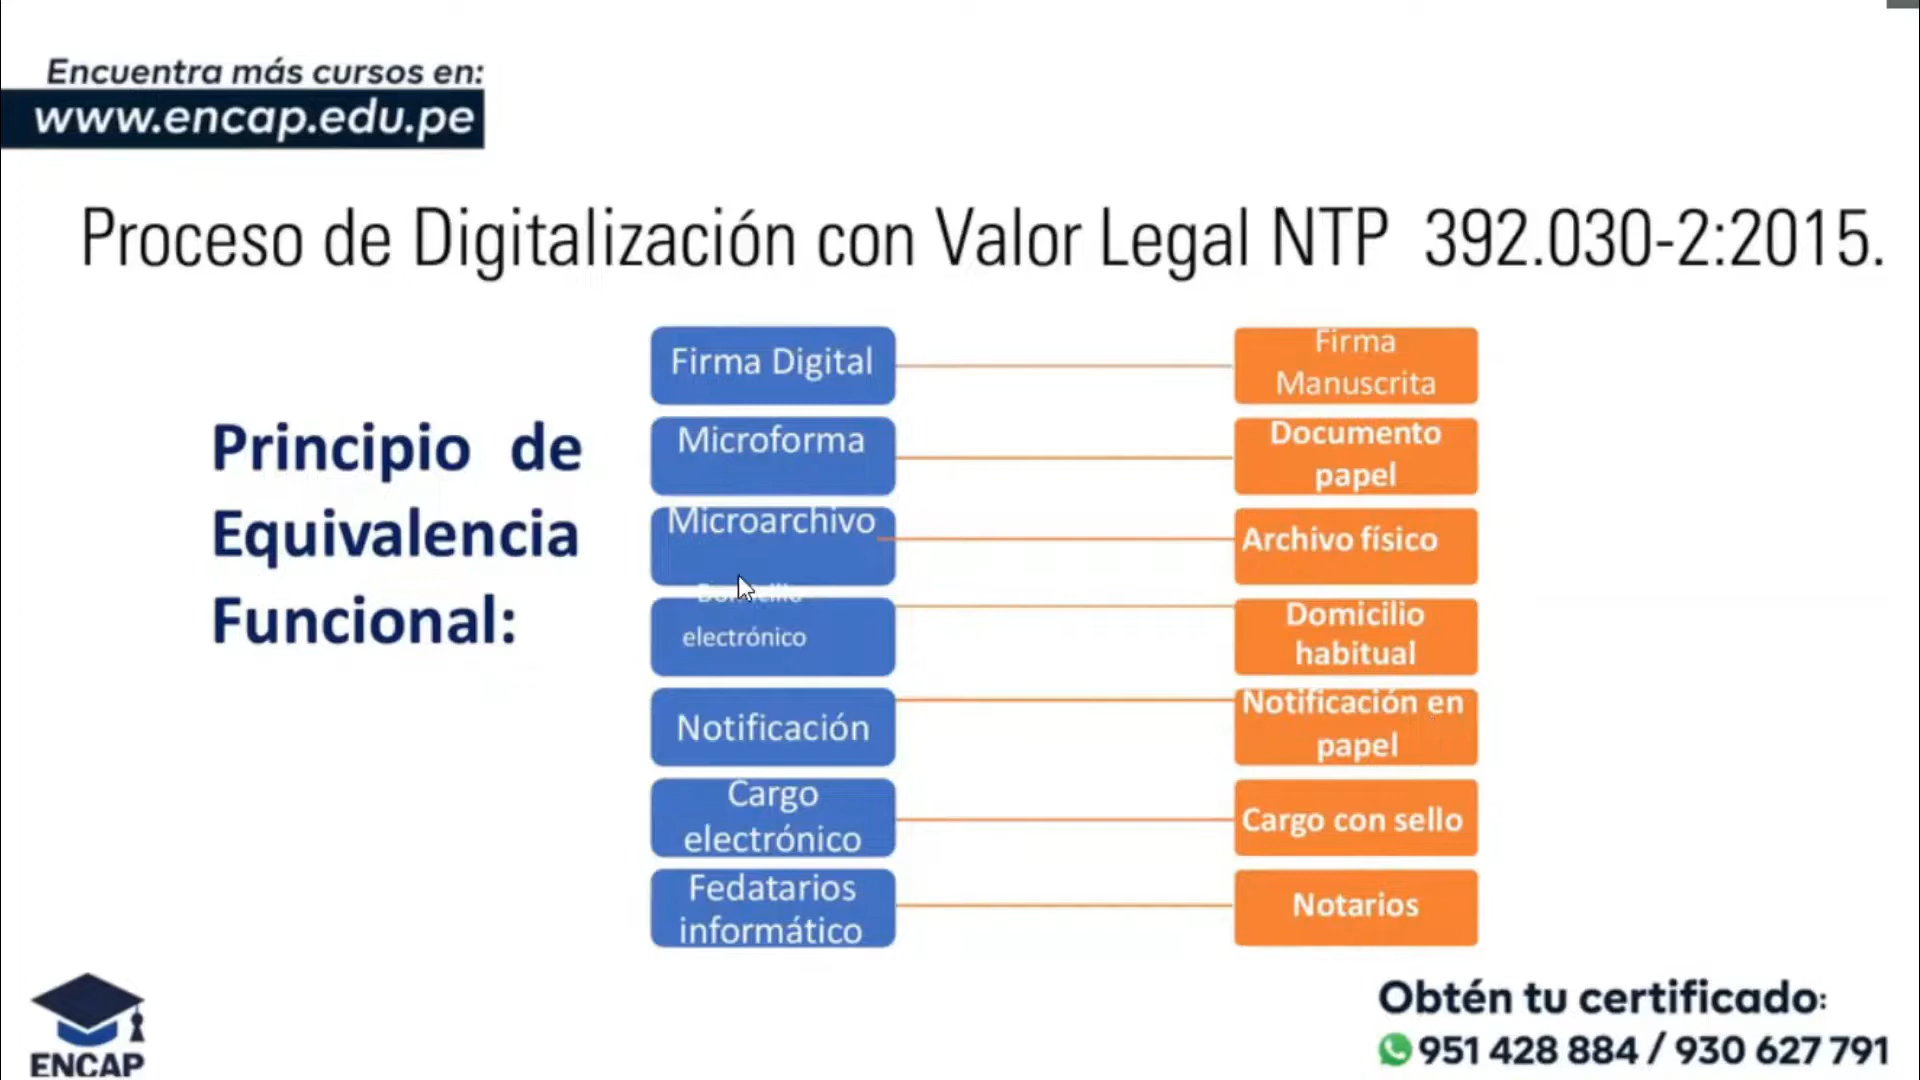 Encuentra más cursos en:
www.encap.edu.pe
Proceso de Digitalización con Valor Legal NTP 392.030-2:2015.
Principio de
Equivalencia
Funcional:
Firma Digital
Firma
Manuscrita
Microforma
Documento
papel
Microarchivo
Archivo físico
Domicilio
electrónico
Domicilio
habitual
Notificación
Notificación en
papel
Cargo
electrónico
Cargo con sello
Fedatarios
informático
Notarios
ENCAP
Obtén tu certificado:
951 428 884 / 930 627 791